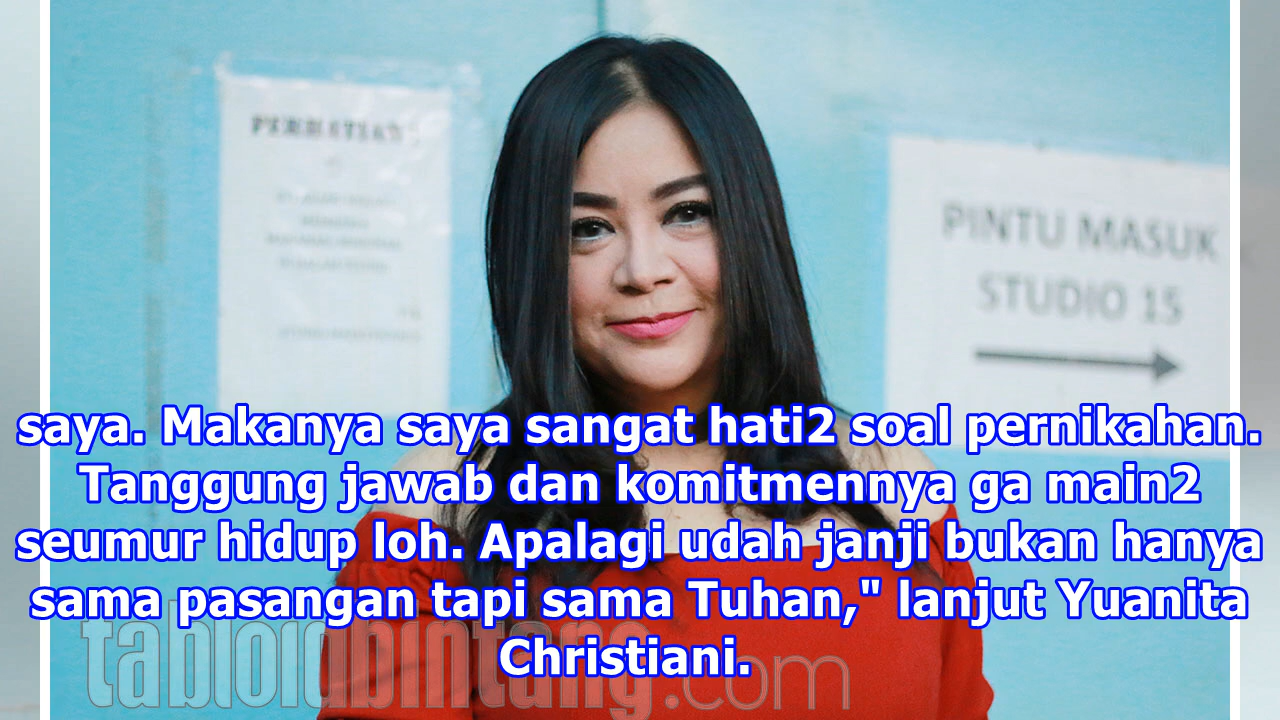 PERHATIAN
PINTU MASUK
STUDIO 15
saya. Makanya saya sangat hati2 soal pernikahan.
Tanggung jawab dan komitmennya ga main2
seumur hidup loh. Apalagi udah janji bukan hanya
sama pasangan tapi sama Tuhan," lanjut Yuanita
Christiani.
tabloidbintang.com